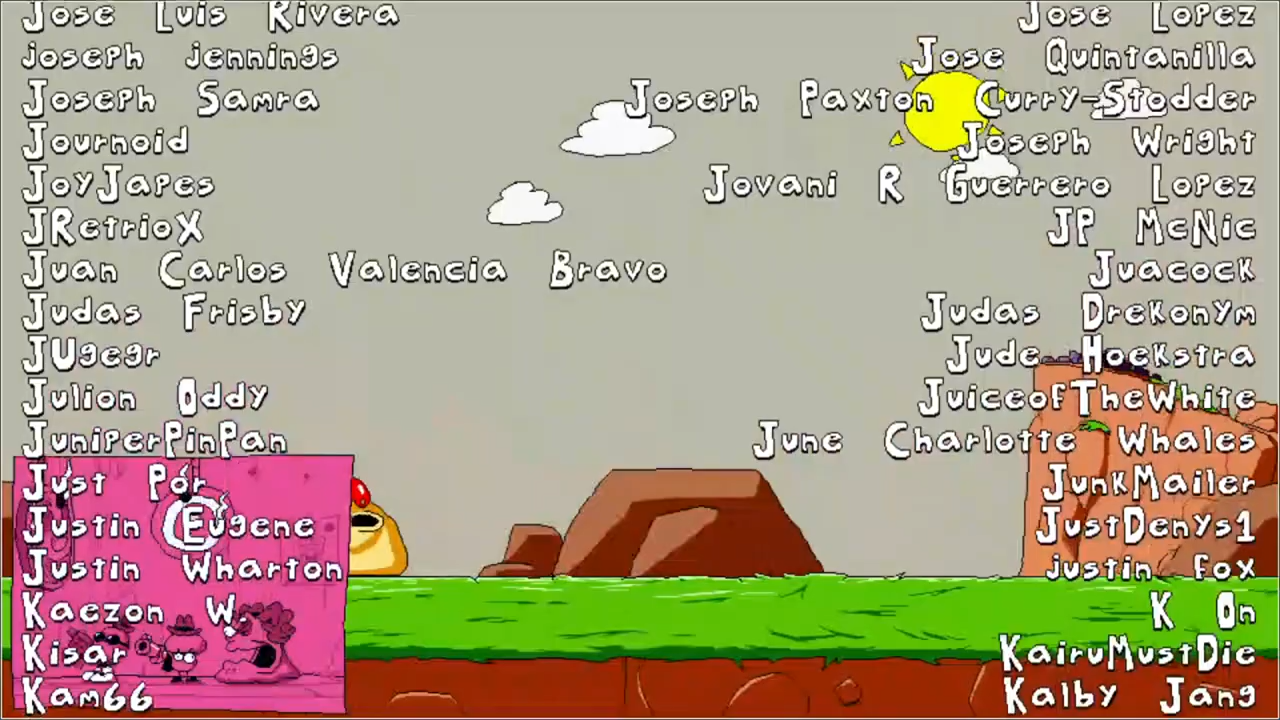 Jose Luis Rivera Jose Lopez
joseph jennings Jose Quintanilla
Joseph Samra Joseph Paxton Curry-Stodder
Journoid Joseph Wright
JoyJapes Jovani R Guerrero Lopez
JRetrioX JP McNic
Juan Carlos Valencia Bravo Juacock
Judas Frisby Judas Drekonym
JUgegr Jude Hoekstra
Julion Oddy JuiceofTheWhite
JuniperPinPan June Charlotte Whales
Just Por JunkMailer
Justin Eugene JustDenys1
Justin Wharton justin fox
Kaezon W. K On
Kisar KairuMustDie
Kam66 Kalby Jang